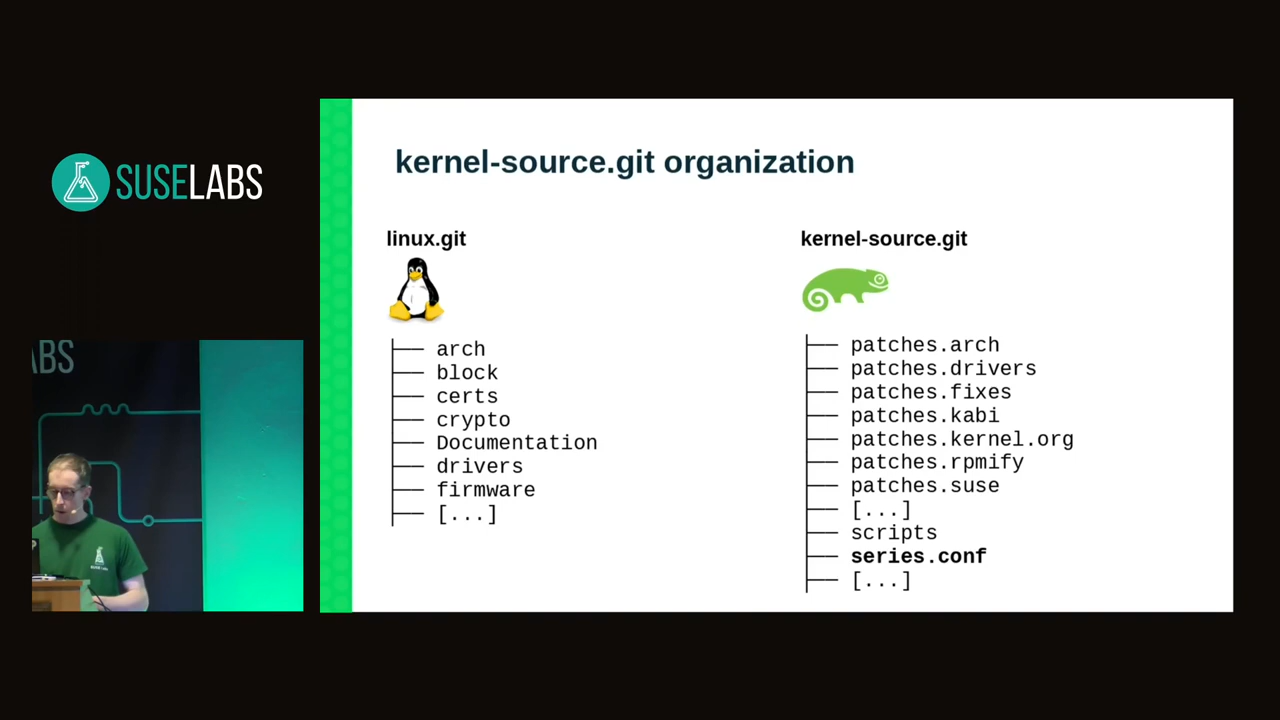 SUSELABS
ABS
kernel-source.git organization
linux.git
arch
block
certs
crypto
Documentation
drivers
firmware
[...]
kernel-source.git
patches.arch
patches.drivers
patches.fixes
patches.kabi
patches.kernel.org
patches.rpmify
patches.suse
[...]
scripts
series.conf
[...]